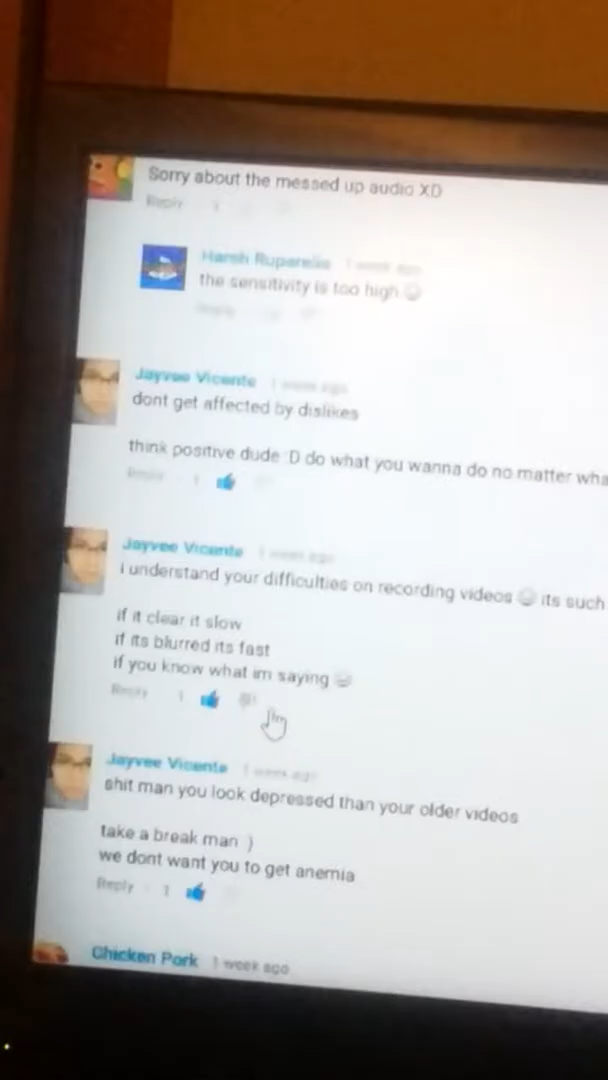 Sorry about the messed up audio XD
Reply
Harsh Ruparelia 1 week ago
the sensitivity is too high
Reply
Jayvee Vicente 1 week ago
dont get affected by dislikes
think positive dude :D do what you wanna do no matter wha
Reply 1
Jayvee Vicente 1 week ago
i understand your difficulties on recording videos its such
if it clear it slow
if its blurred its fast
if you know what im saying
Reply 1
Jayvee Vicente 1 week ago
shit man you look depressed than your older videos
take a break man :)
we dont want you to get anemia
Reply 1
Chicken Pork 1 week ago